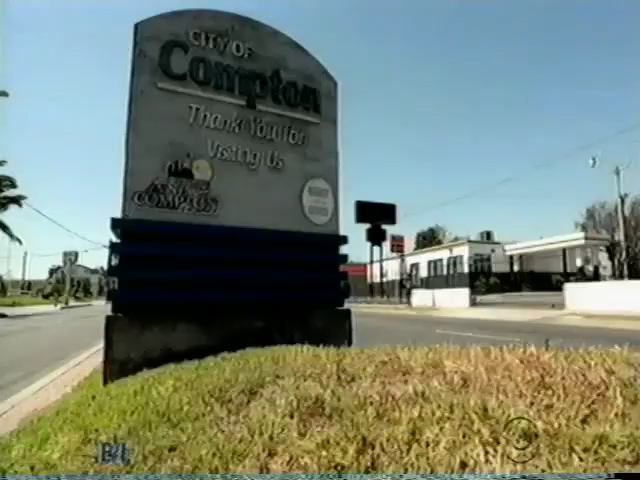 CITY OF
Compton
Thank You for
Visiting Us
COMPTON